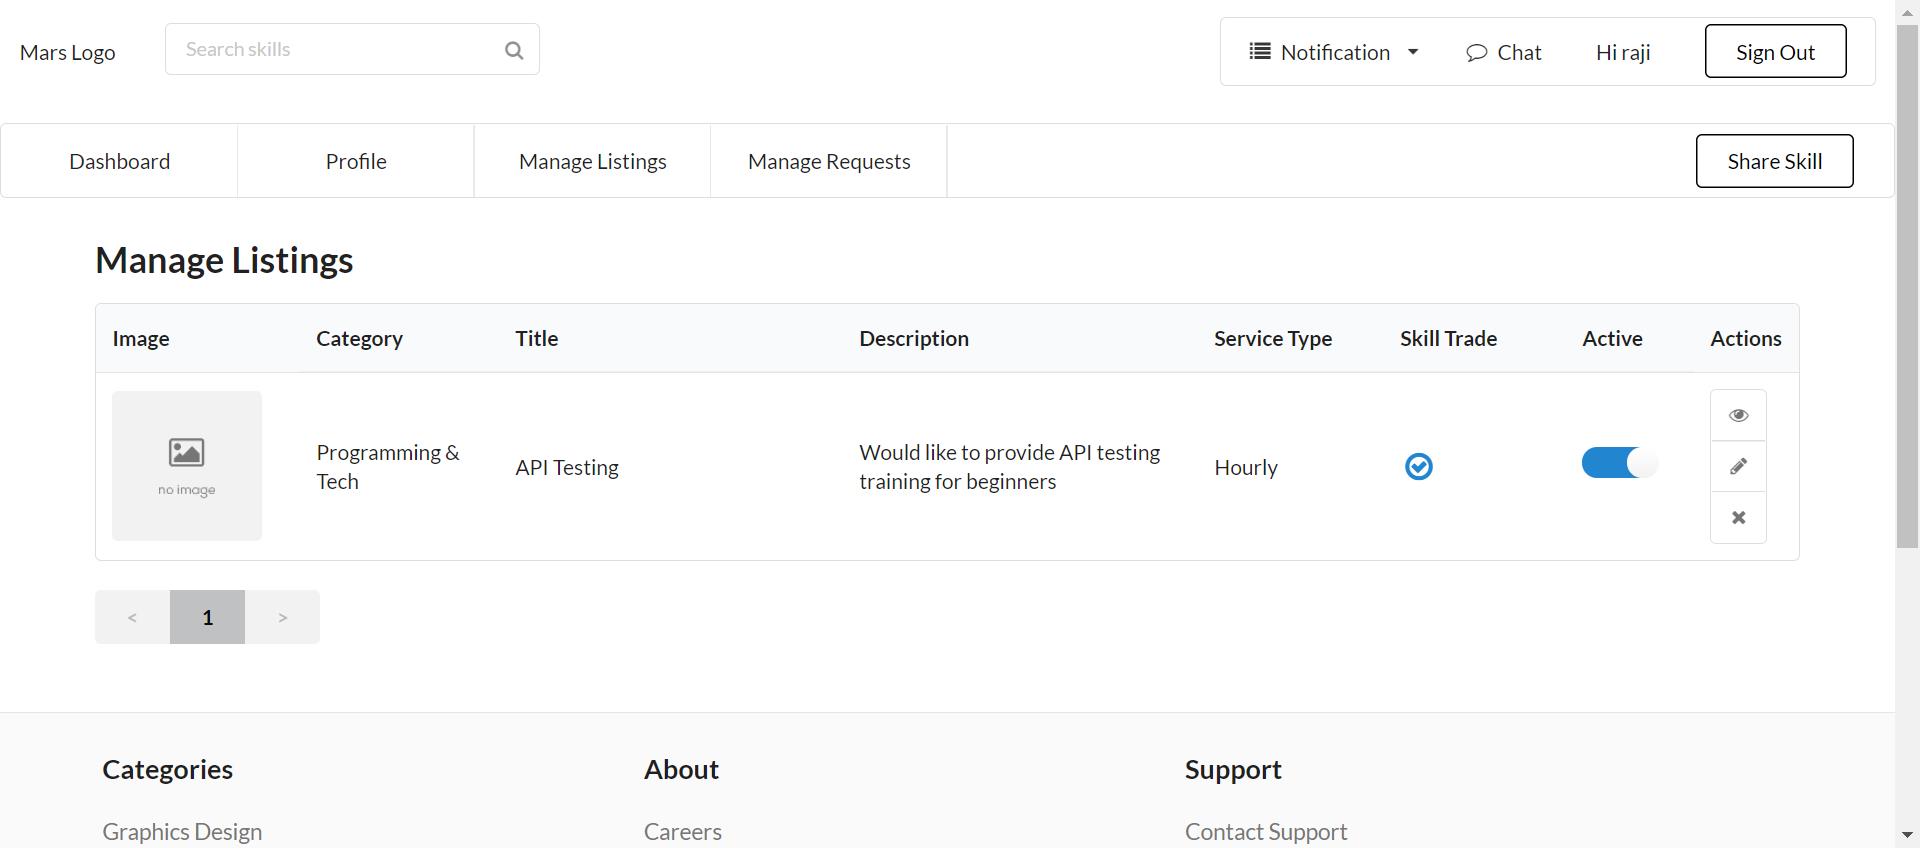 Mars Logo
Search skills
Notification
Chat
Hi raji
Sign Out
Dashboard
Profile
Manage Listings
Manage Requests
Share Skill
Manage Listings
Image
Category
Title
Description
Service Type
Skill Trade
Active
Actions
no image
Programming &
Tech
API Testing
Would like to provide API testing
training for beginners
Hourly
<
1
>
Categories
About
Support
Graphics Design
Careers
Contact Support